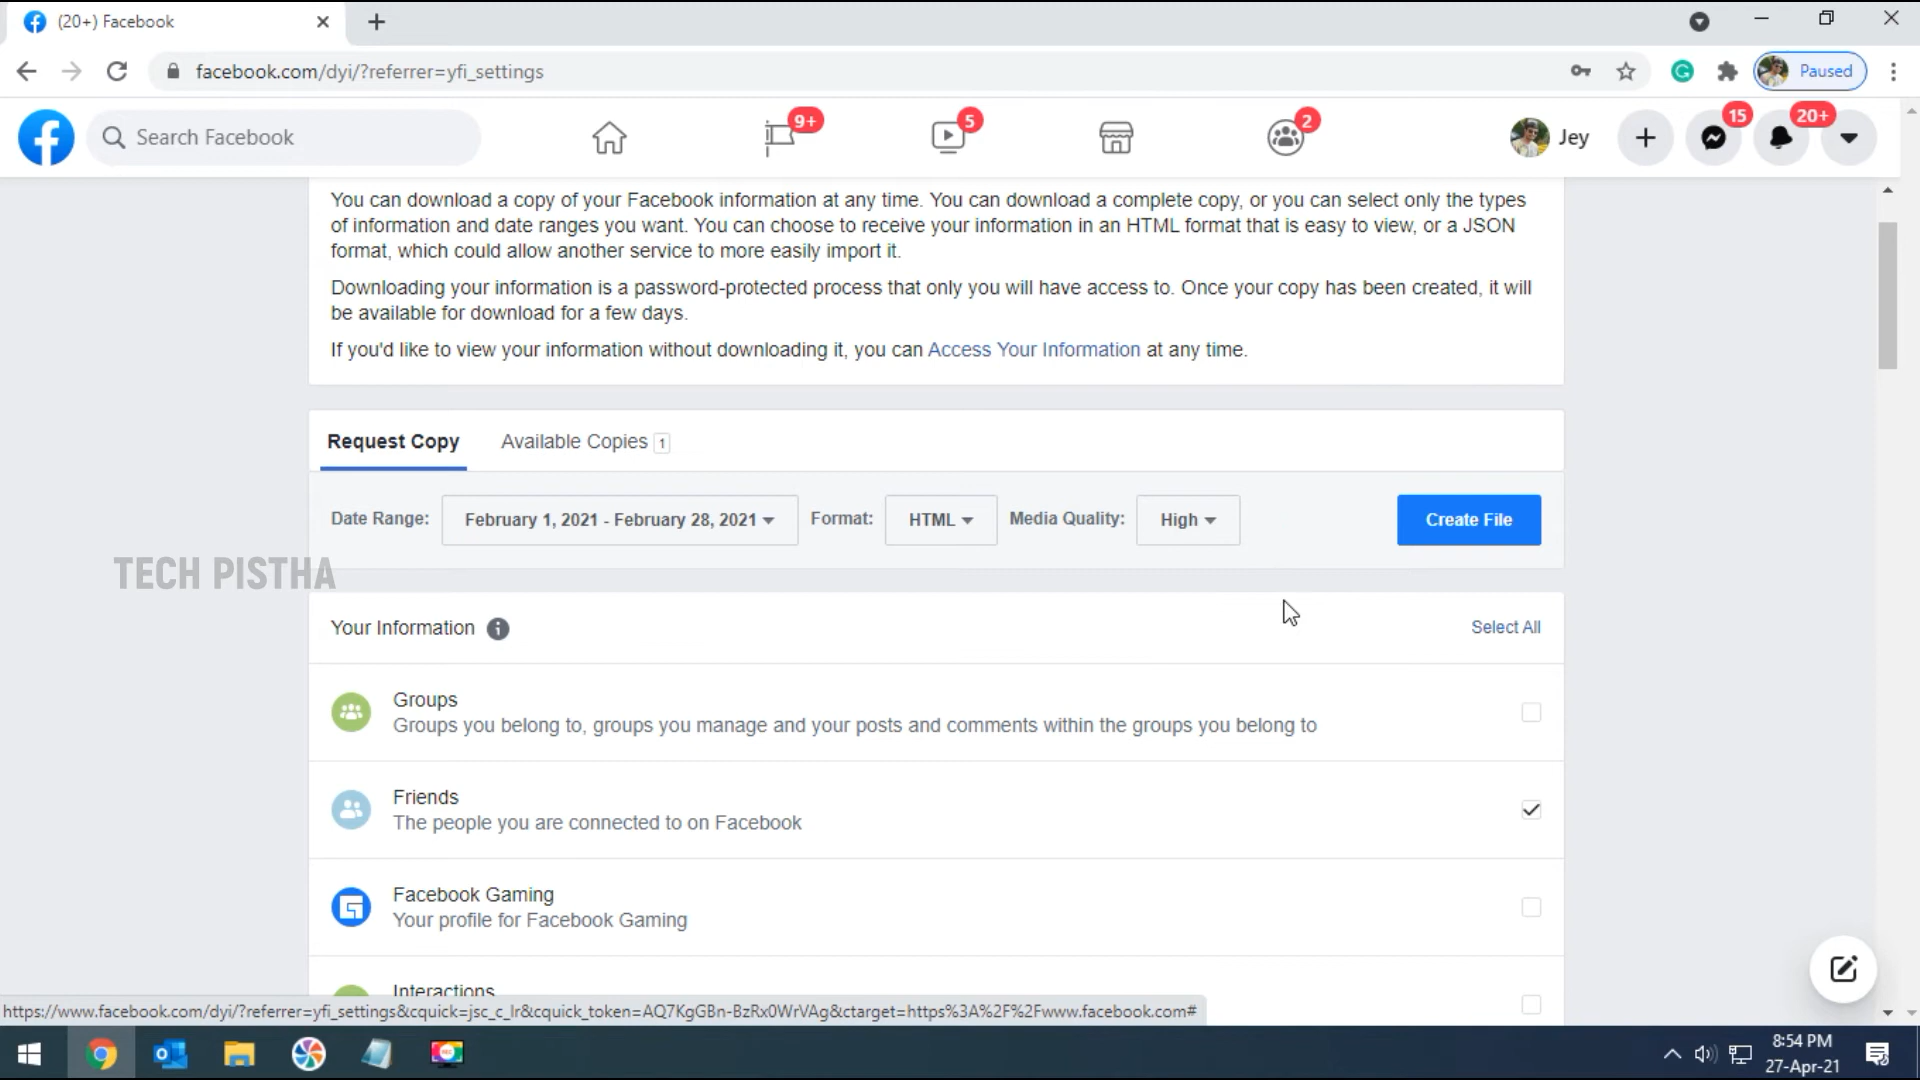 (20+) Facebook
facebook.com/dyi/?referrer=yfi_settings
Paused
Search Facebook
9+
5
2
Jey
15
20+
You can download a copy of your Facebook information at any time. You can download a complete copy, or you can select only the types
of information and date ranges you want. You can choose to receive your information in an HTML format that is easy to view, or a JSON
format, which could allow another service to more easily import it.
Downloading your information is a password-protected process that only you will have access to. Once your copy has been created, it will
be available for download for a few days.
If you'd like to view your information without downloading it, you can Access Your Information at any time.
Request Copy Available Copies 1
Date Range: February 1, 2021 - February 28, 2021 Format: HTML Media Quality: High Create File
TECH PISTHA
Your Information Select All
Groups
Groups you belong to, groups you manage and your posts and comments within the groups you belong to
Friends
The people you are connected to on Facebook
Facebook Gaming
Your profile for Facebook Gaming
Interactions
https://www.facebook.com/dyi/?referrer=yfi_settings&cquick=jsc_c_lr&cquick_token=AQ7KgGBn-BzRx0WrVAg&ctarget=https%3A%2F%2Fwww.facebook.com#
8:54 PM
27-Apr-21